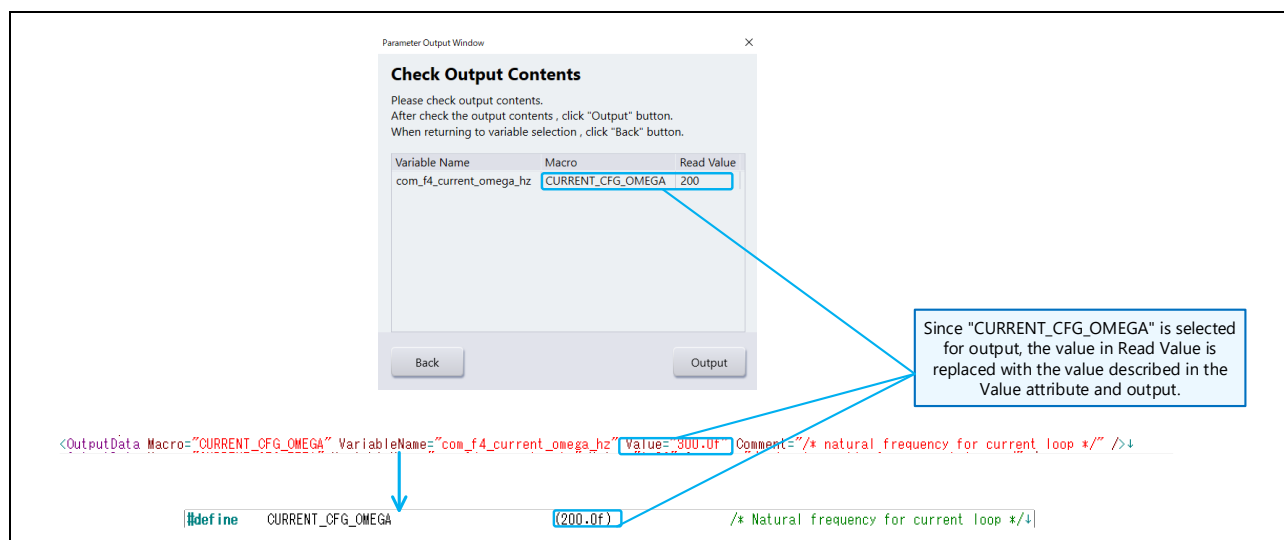 Parameter Output Window
Check Output Contents
Please check output contents.
After check the output contents , click "Output" button.
When returning to variable selection , click "Back" button.
Variable Name Macro Read Value
com_f4_current_omega_hz CURRENT_CFG_OMEGA 200
Back Output
Since "CURRENT_CFG_OMEGA" is selected
for output, the value in Read Value is
replaced with the value described in the
Value attribute and output.
<OutputData Macro="CURRENT_CFG_OMEGA" VariableName="com_f4_current_omega_hz" Value="300.0f" Comment="/* natural frequency for current loop */" />↓
#define CURRENT_CFG_OMEGA (200.0f) /* Natural frequency for current loop */↓